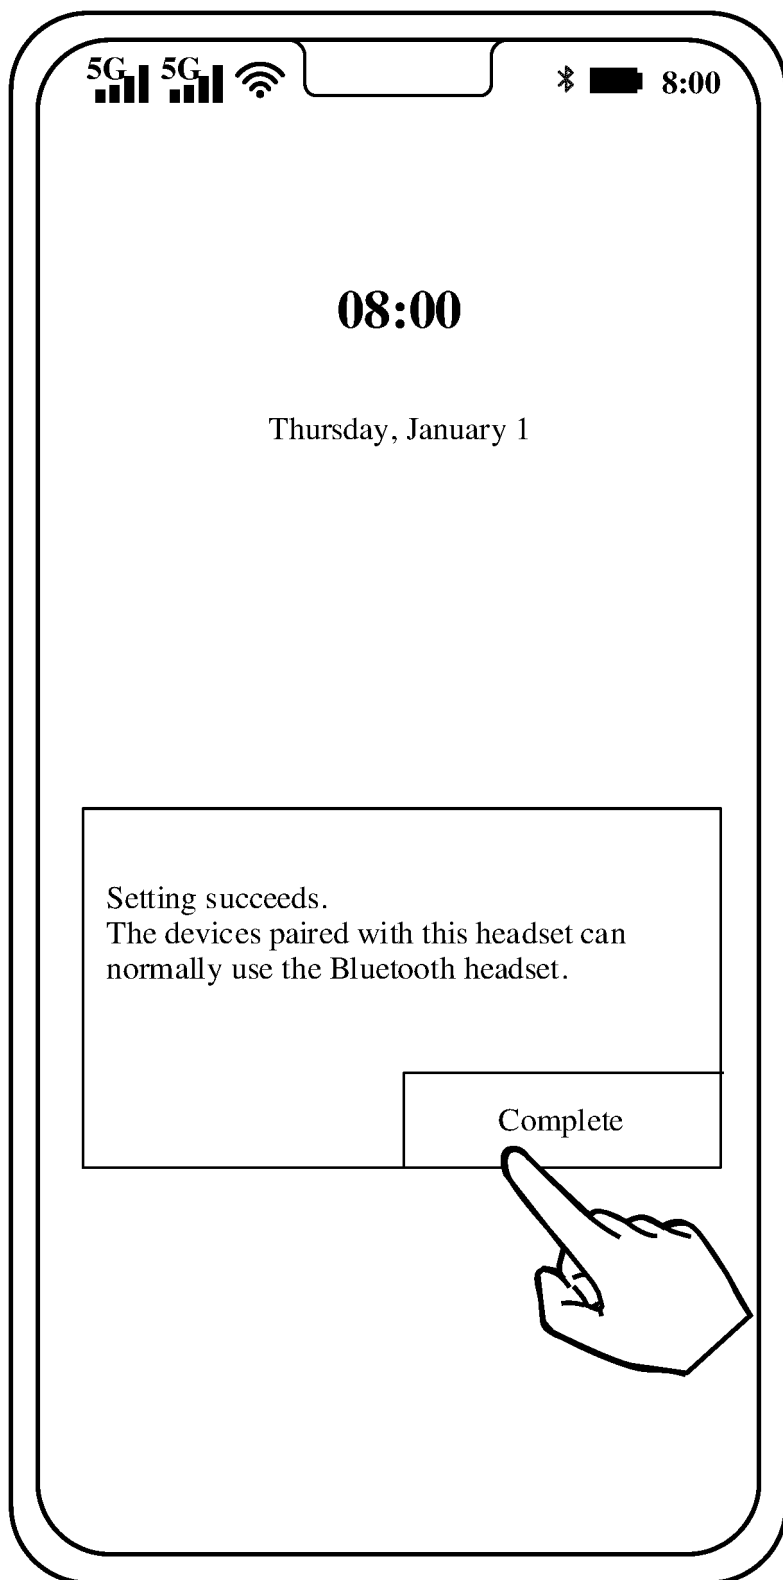 5G 5G 8:00
08:00
Thursday, January 1
Setting succeeds.
The devices paired with this headset can
normally use the Bluetooth headset.
Complete